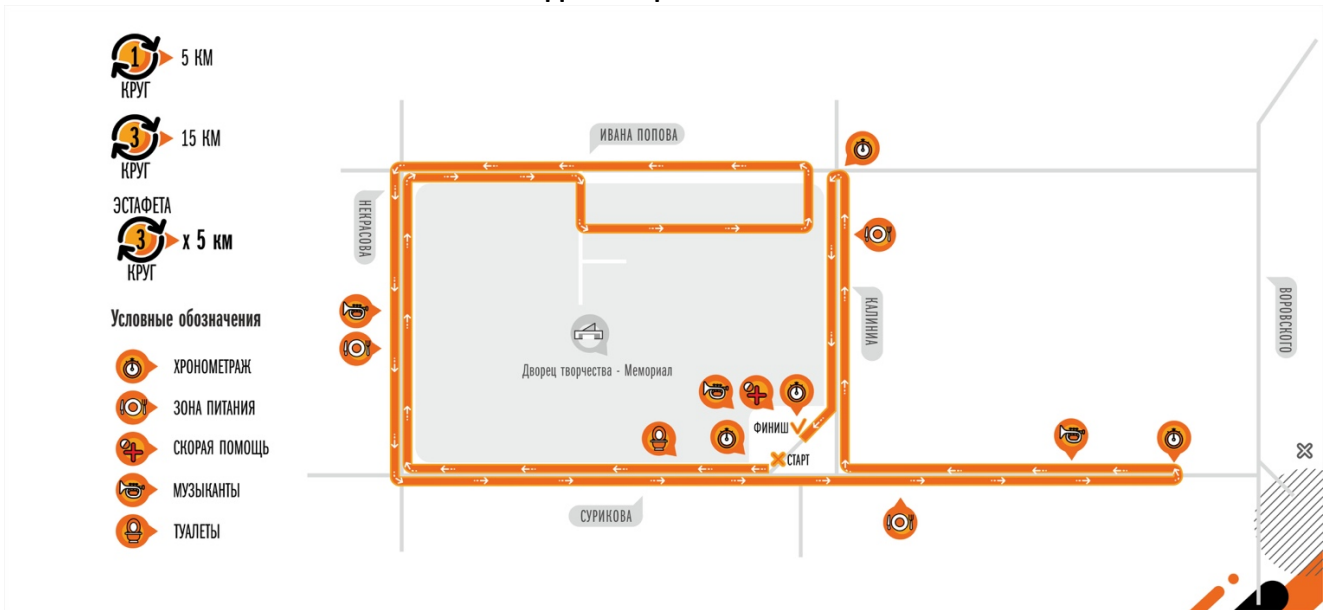 1 5 КМ
КРУГ
3 15 КМ
КРУГ
ЭСТАФЕТА
3 х 5 км
КРУГ
Условные обозначения
ХРОНОМЕТРАЖ
ЗОНА ПИТАНИЯ
СКОРАЯ ПОМОЩЬ
МУЗЫКАНТЫ
ТУАЛЕТЫ
ИВАНА ПОПОВА
НЕКРАСОВА
КАЛИНИА
ВОРОВСКОГО
Дворец творчества - Мемориал
ФИНИШ
СТАРТ
СУРИКОВА